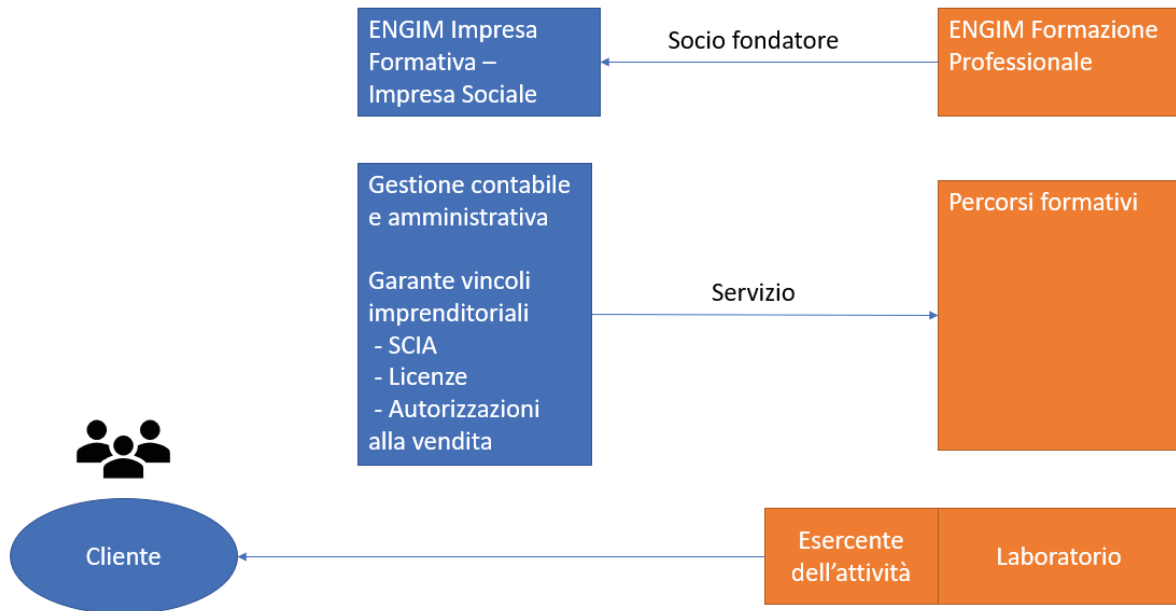 ENGIM Impresa
Formativa –
Impresa Sociale
Socio fondatore
ENGIM Formazione
Professionale
Gestione contabile
e amministrativa
Garante vincoli
imprenditoriali
- SCIA
- Licenze
- Autorizzazioni
alla vendita
Servizio
Percorsi formativi
Cliente
Esercente
dell’attività
Laboratorio